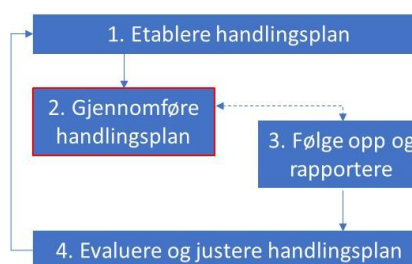 1. Etablere handlingsplan
2. Gjennomføre
handlingsplan
3. Følge opp og
rapportere
4. Evaluere og justere handlingsplan